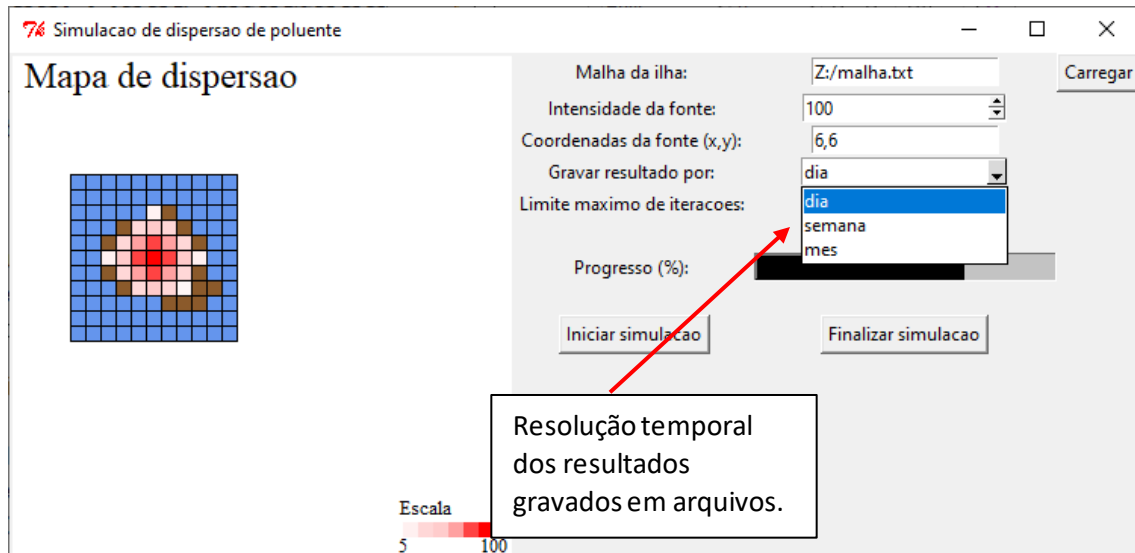 Simulacao de dispersao de poluente
Mapa de dispersao
Malha da ilha: Z:/malha.txt Carregar
Intensidade da fonte: 100
Coordenadas da fonte (x,y): 6,6
Gravar resultado por: dia
dia
Limite maximo de iteracoes:
semana
mes
Progresso (%):
Iniciar simulacao Finalizar simulacao
Resolução temporal
dos resultados
gravados em arquivos.
Escala
5 100